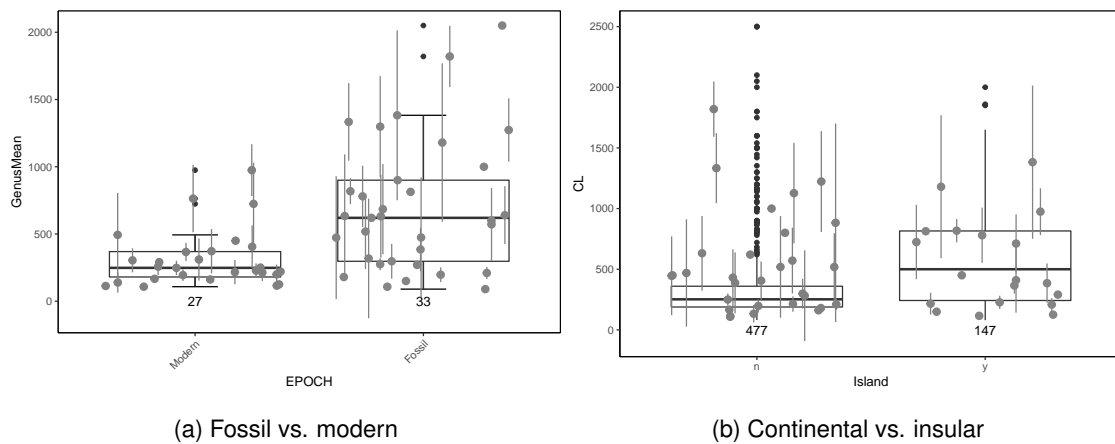 GenusMean
2000
1500
1000
500
0
27
33
Modern
Fossil
EPOCH
(a) Fossil vs. modern
CL
2500
2000
1500
1000
500
0
477
147
n
y
Island
(b) Continental vs. insular